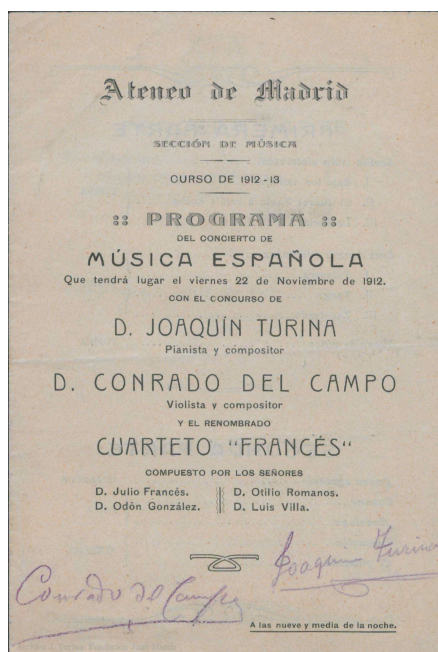 Ateneo de Madrid
SECCIÓN DE MÚSICA
CURSO DE 1912-13
:: PROGRAMA ::
DEL CONCIERTO DE
MÚSICA ESPAÑOLA
Que tendrá lugar el viernes 22 de Noviembre de 1912.
CON EL CONCURSO DE
D. JOAQUÍN TURINA
Pianista y compositor
D. CONRADO DEL CAMPO
Violista y compositor
Y EL RENOMBRADO
CUARTETO "FRANCÉS"
COMPUESTO POR LOS SEÑORES
D. Julio Francés. D. Otilio Romanos.
D. Odón González. D. Luis Villa.
Joaquin Turina
Conrado del Campo
A las nueve y media de la noche.